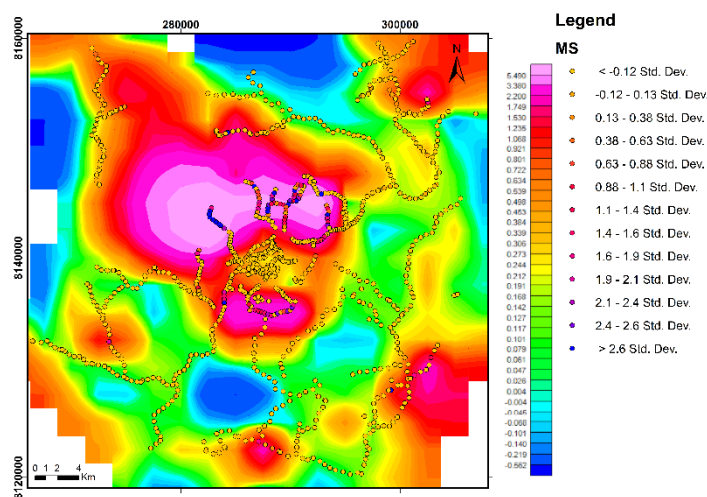 280000 300000
8160000
8140000
8120000
N
0 1 2 4
Km
Legend
MS
5.490
3.380
2.200
1.749
1.530
1.235
1.068
0.921
0.822
0.722
0.634
0.539
0.483
0.453
0.384
0.339
0.306
0.273
0.244
0.212
0.191
0.168
0.142
0.128
0.117
0.101
0.079
0.061
0.047
0.026
0.004
-0.004
-0.046
-0.068
-0.101
-0.140
-0.219
-0.562
< -0.12 Std. Dev.
-0.12 - 0.13 Std. Dev.
0.13 - 0.38 Std. Dev.
0.38 - 0.63 Std. Dev.
0.63 - 0.88 Std. Dev.
0.88 - 1.1 Std. Dev.
1.1 - 1.4 Std. Dev.
1.4 - 1.6 Std. Dev.
1.6 - 1.9 Std. Dev.
1.9 - 2.1 Std. Dev.
2.1 - 2.4 Std. Dev.
2.4 - 2.6 Std. Dev.
> 2.6 Std. Dev.